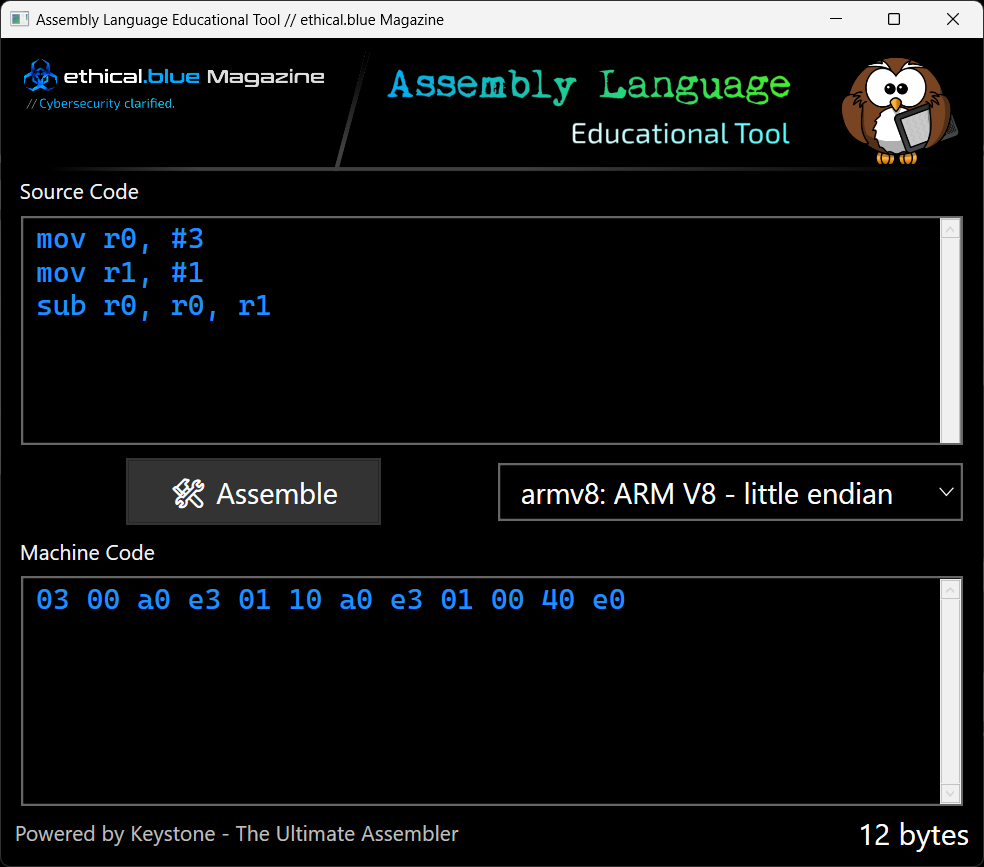 Assembly Language Educational Tool // ethical.blue Magazine
ethical.blue Magazine
// Cybersecurity clarified.
Assembly Language
Educational Tool
Source Code
mov r0, #3
mov r1, #1
sub r0, r0, r1
Assemble
armv8: ARM V8 - little endian
Machine Code
03 00 a0 e3 01 10 a0 e3 01 00 40 e0
Powered by Keystone - The Ultimate Assembler
12 bytes